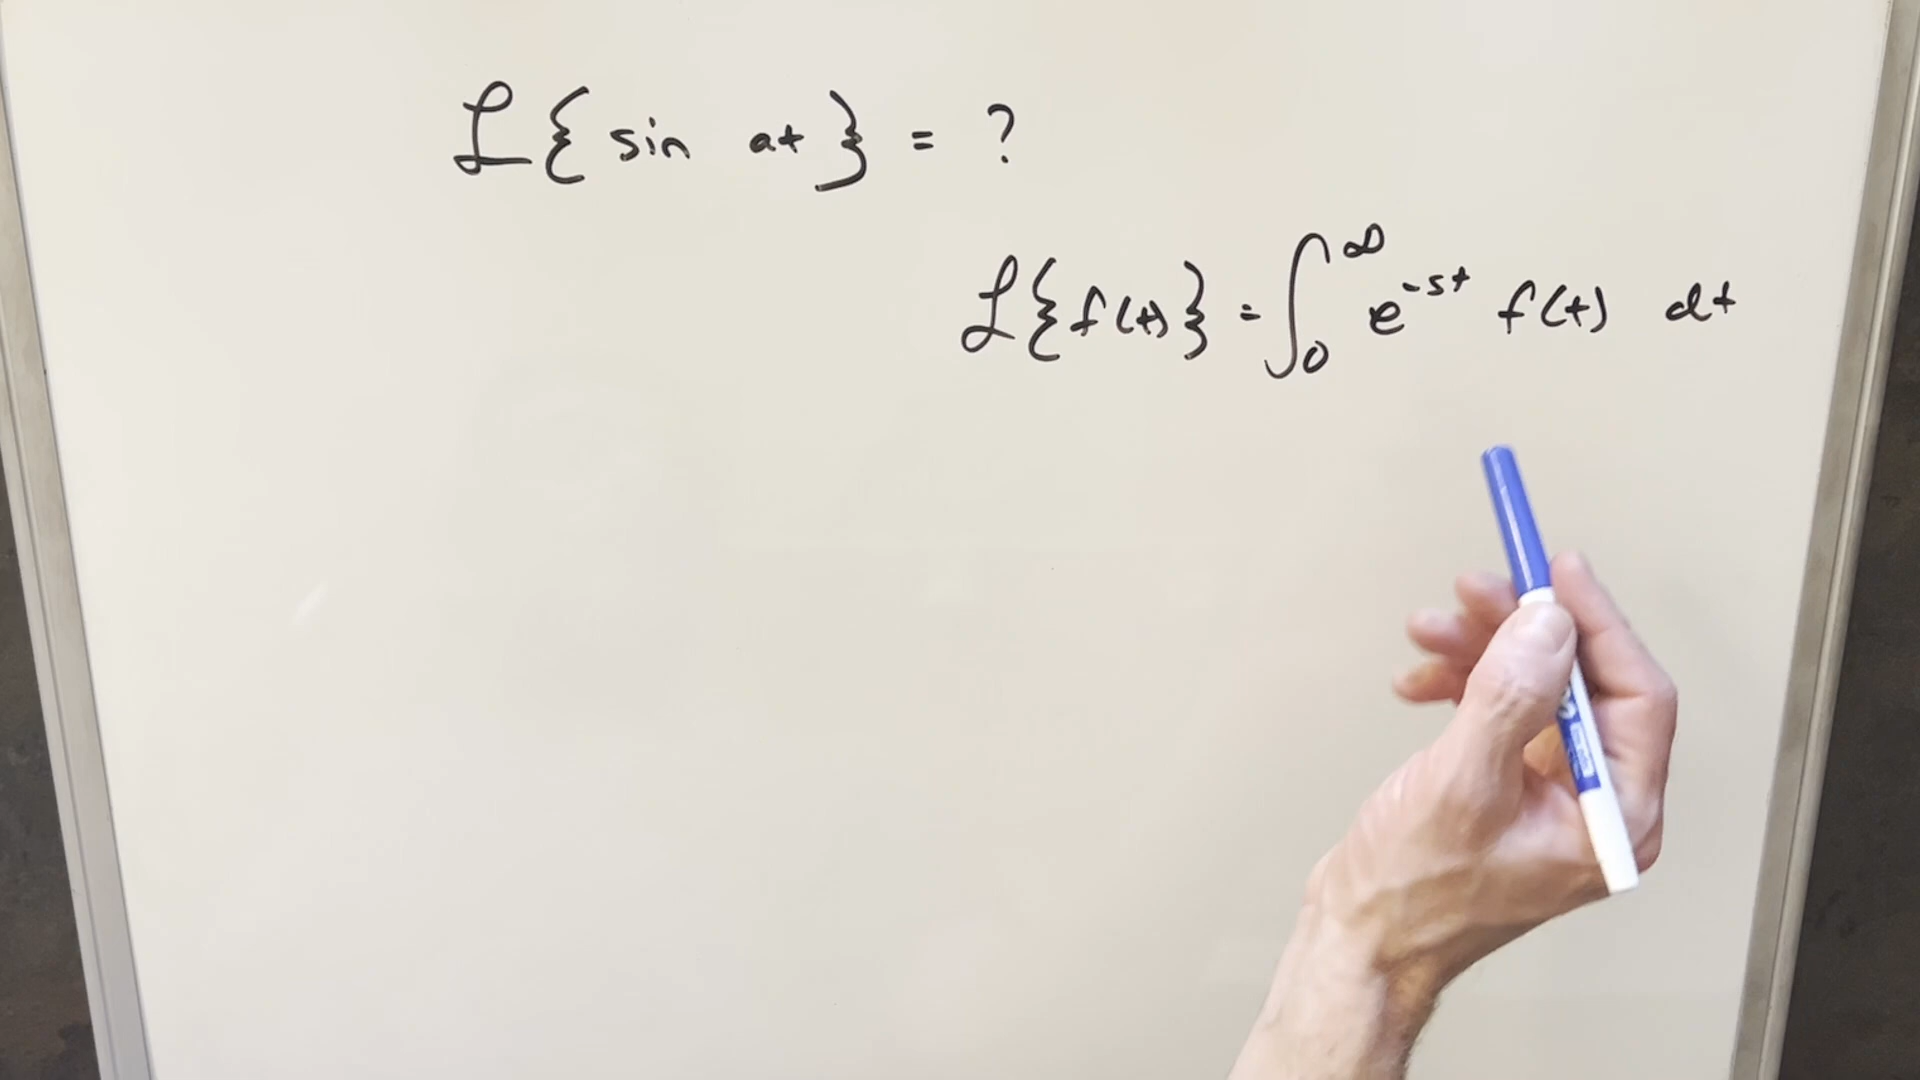 ℒ{ sin at } = ?
ℒ{f(t)} = ∫₀^∞ e^{-st} f(t) dt